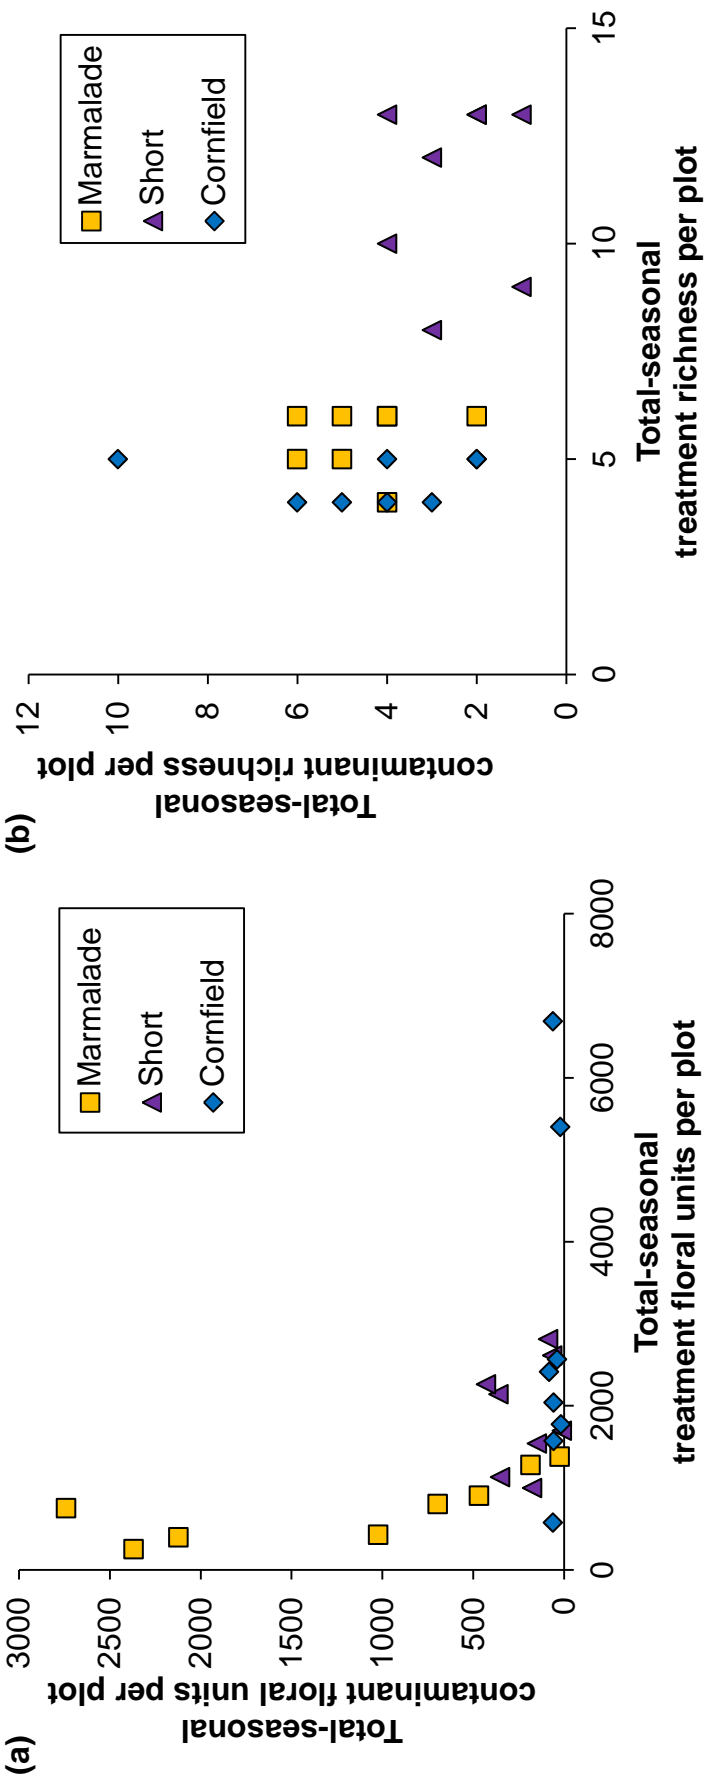 (a)
Total-seasonal
contaminant floral units per plot
3000
2500
2000
1500
1000
500
0
0
2000
4000
6000
8000
Total-seasonal
treatment floral units per plot
Marmalade
Short
Cornfield
(b)
Total-seasonal
contaminant richness per plot
12
10
8
6
4
2
0
0
5
10
15
Total-seasonal
treatment richness per plot
Marmalade
Short
Cornfield